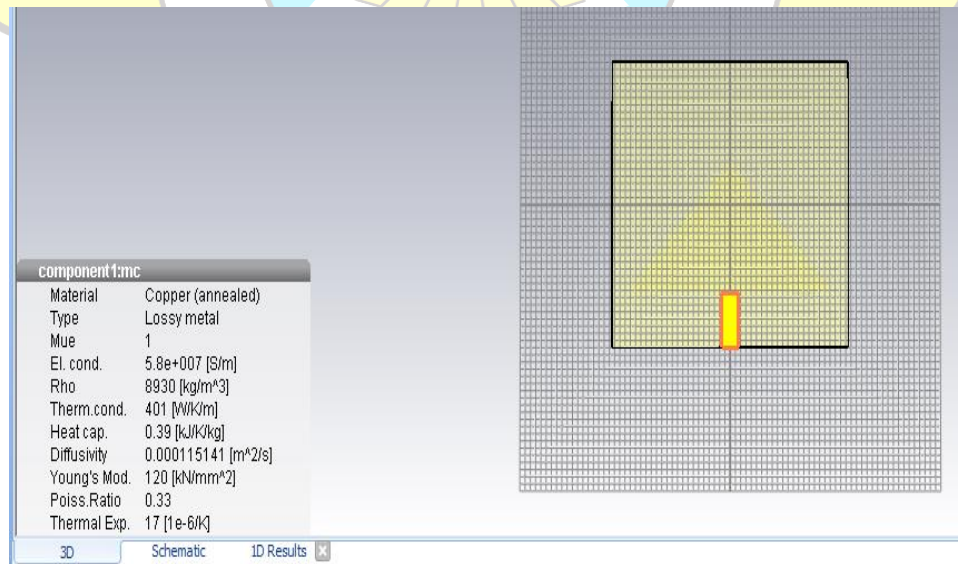 component1:mc
Material Copper (annealed)
Type Lossy metal
Mue 1
El. cond. 5.8e+007 [S/m]
Rho 8930 [kg/m^3]
Therm.cond. 401 [W/K/m]
Heat cap. 0.39 [kJ/K/kg]
Diffusivity 0.000115141 [m^2/s]
Young's Mod. 120 [kN/mm^2]
Poiss.Ratio 0.33
Thermal Exp. 17 [1e-6/K]
3D Schematic 1D Results